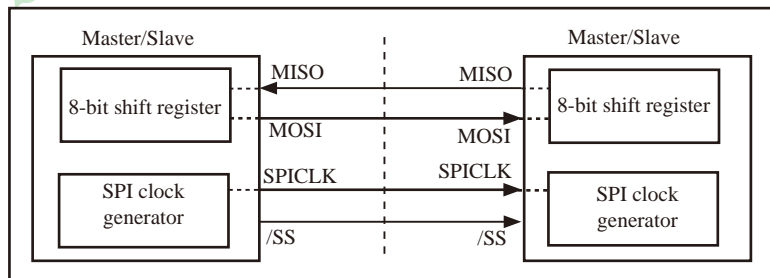 Master/Slave
Master/Slave
MISO
MISO
8-bit shift register
8-bit shift register
MOSI
MOSI
SPICLK
SPICLK
SPI clock
generator
SPI clock
generator
/SS
/SS